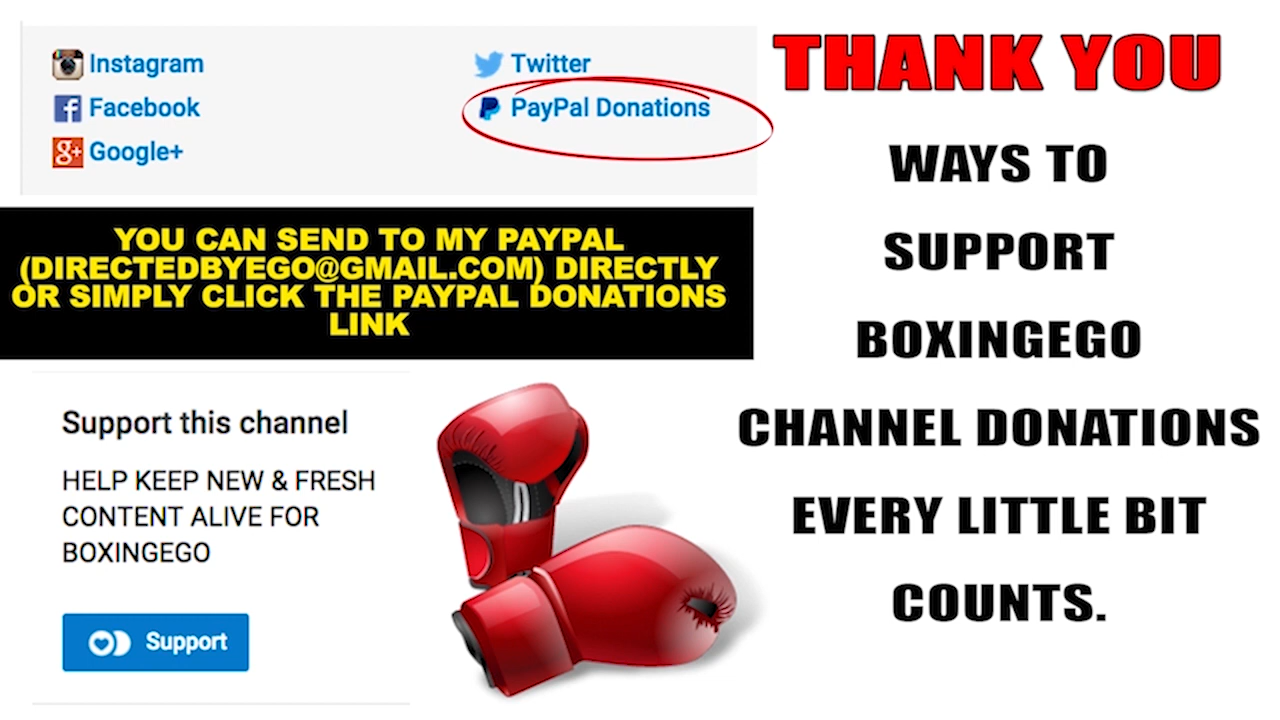 Instagram
Twitter
Facebook
PayPal Donations
Google+
YOU CAN SEND TO MY PAYPAL
(DIRECTEDBYEGO@GMAIL.COM) DIRECTLY
OR SIMPLY CLICK THE PAYPAL DONATIONS
LINK
Support this channel
HELP KEEP NEW & FRESH
CONTENT ALIVE FOR
BOXINGEGO
Support
THANK YOU
WAYS TO
SUPPORT
BOXINGEGO
CHANNEL DONATIONS
EVERY LITTLE BIT
COUNTS.